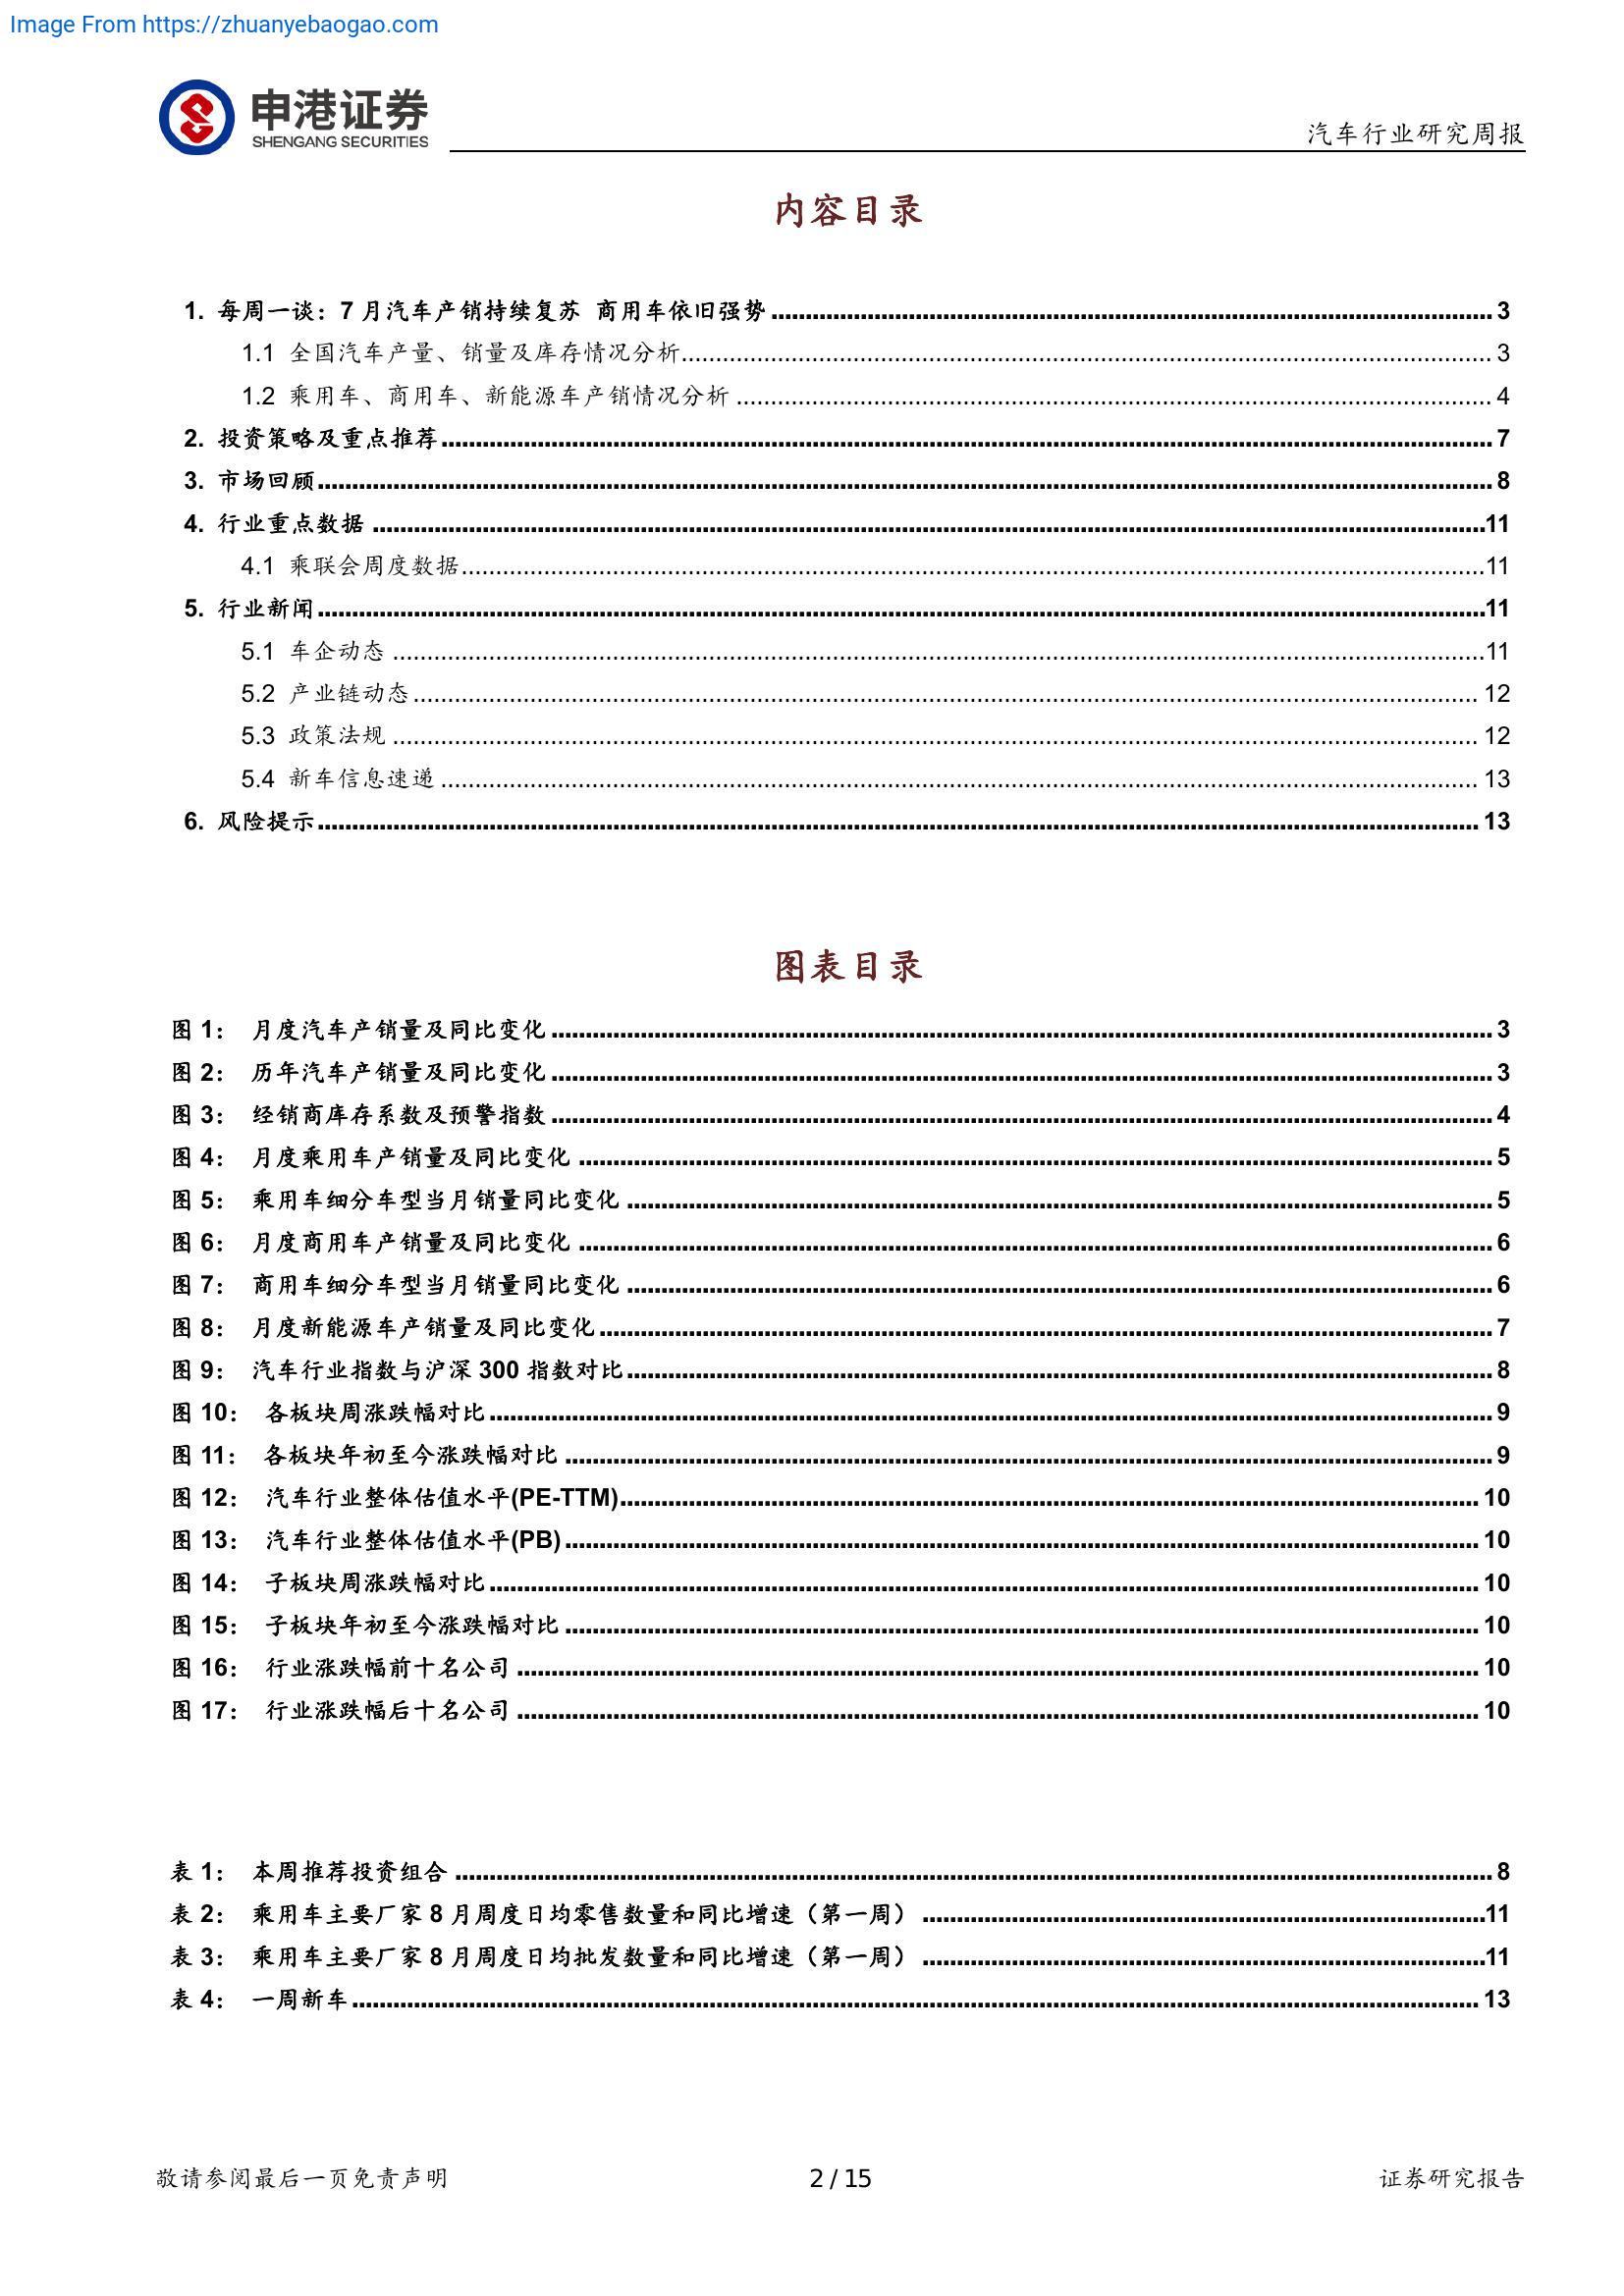 Image From https://zhuanyebaogao.com
申港证券
SHENGANG SECURITIES
汽车行业研究周报
内容目录
1. 每周一谈：7 月汽车产销持续复苏 商用车依旧强势 3
1.1 全国汽车产量、销量及库存情况分析 3
1.2 乘用车、商用车、新能源车产销情况分析 4
2. 投资策略及重点推荐 7
3. 市场回顾 8
4. 行业重点数据 11
4.1 乘联会周度数据 11
5. 行业新闻 11
5.1 车企动态 11
5.2 产业链动态 12
5.3 政策法规 12
5.4 新车信息速递 13
6. 风险提示 13
图表目录
图 1： 月度汽车产销量及同比变化 3
图 2： 历年汽车产销量及同比变化 3
图 3： 经销商库存系数及预警指数 4
图 4： 月度乘用车产销量及同比变化 5
图 5： 乘用车细分车型当月销量同比变化 5
图 6： 月度商用车产销量及同比变化 6
图 7： 商用车细分车型当月销量同比变化 6
图 8： 月度新能源车产销量及同比变化 7
图 9： 汽车行业指数与沪深 300 指数对比 8
图 10： 各板块周涨跌幅对比 9
图 11： 各板块年初至今涨跌幅对比 9
图 12： 汽车行业整体估值水平(PE-TTM) 10
图 13： 汽车行业整体估值水平(PB) 10
图 14： 子板块周涨跌幅对比 10
图 15： 子板块年初至今涨跌幅对比 10
图 16： 行业涨跌幅前十名公司 10
图 17： 行业涨跌幅后十名公司 10
表 1： 本周推荐投资组合 8
表 2： 乘用车主要厂家 8 月周度日均零售数量和同比增速（第一周） 11
表 3： 乘用车主要厂家 8 月周度日均批发数量和同比增速（第一周） 11
表 4： 一周新车 13
敬请参阅最后一页免责声明
2 / 15
证券研究报告